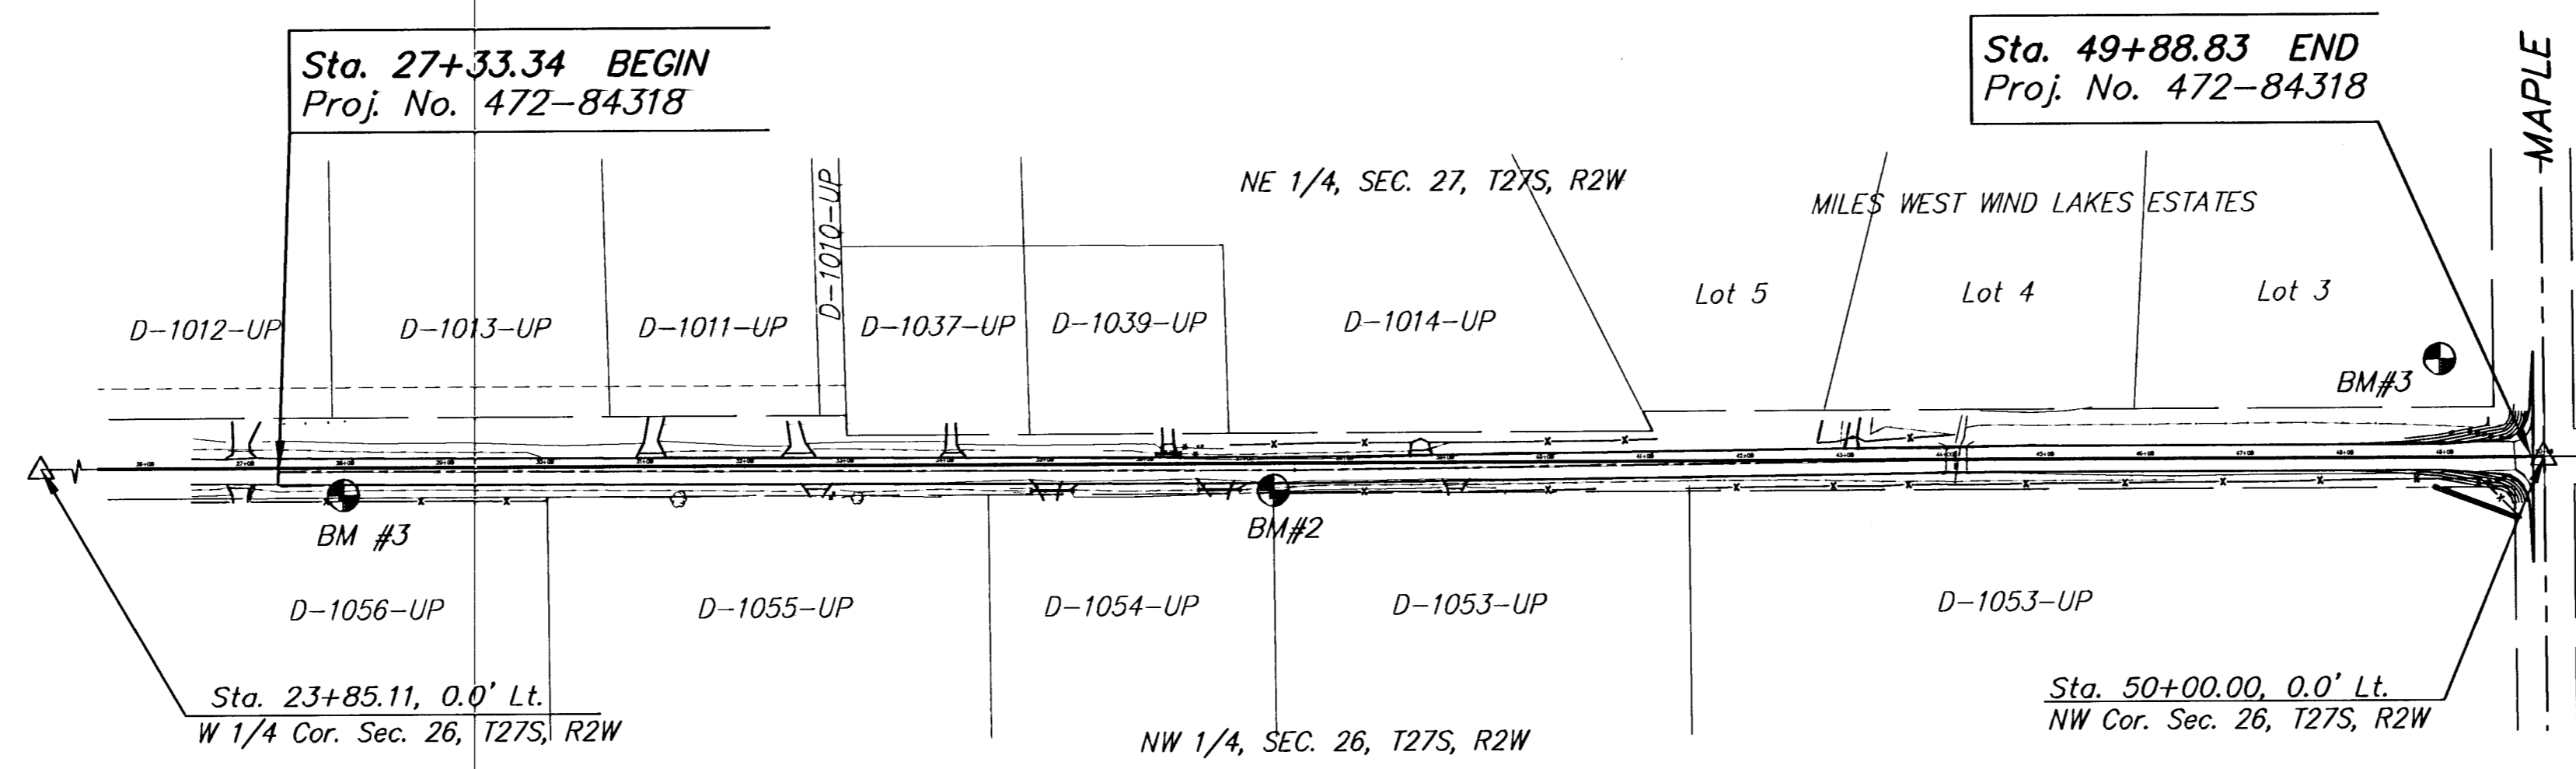 Sta. 27+33.34 BEGIN
Proj. No. 472-84318
Sta. 49+88.83 END
Proj. No. 472-84318
MAPLE
NE 1/4, SEC. 27, T27S, R2W
MILES WEST WIND LAKES ESTATES
D-1012-UP
D-1013-UP
D-1011-UP
D-1010-UP
D-1037-UP
D-1039-UP
D-1014-UP
Lot 5
Lot 4
Lot 3
BM#3
BM #3
BM#2
D-1056-UP
D-1055-UP
D-1054-UP
D-1053-UP
D-1053-UP
Sta. 23+85.11, 0.0' Lt.
W 1/4 Cor. Sec. 26, T27S, R2W
NW 1/4, SEC. 26, T27S, R2W
Sta. 50+00.00, 0.0' Lt.
NW Cor. Sec. 26, T27S, R2W